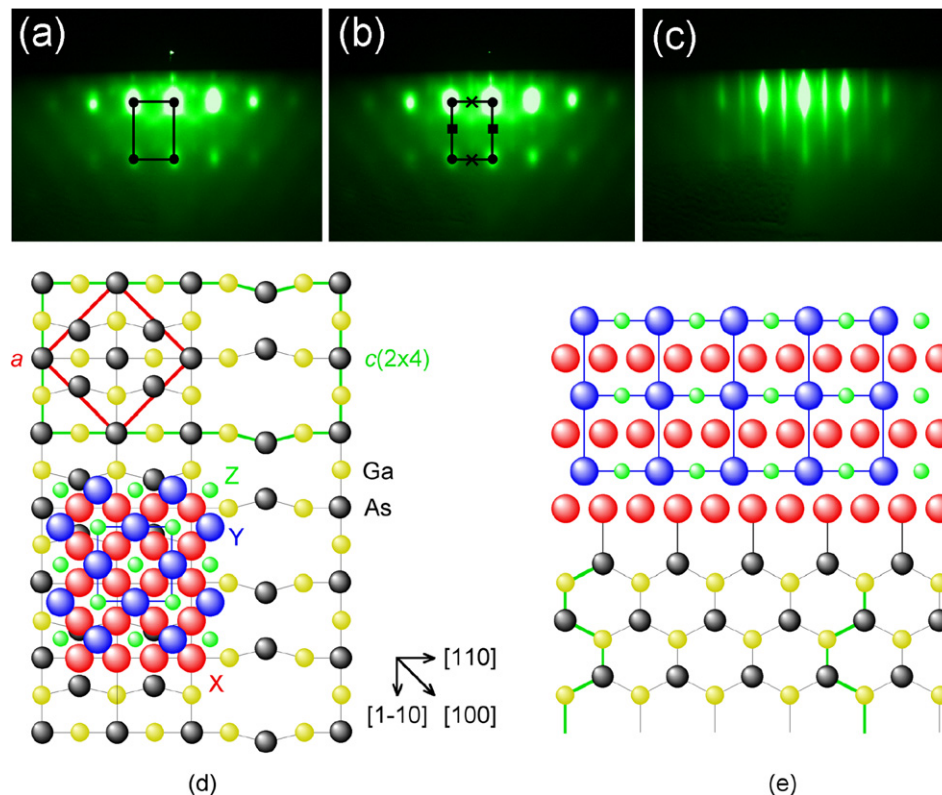 (a)
(b)
(c)
a
c(2x4)
Ga
As
Z
Y
X
[110]
[1-10]
[100]
(d)
(e)